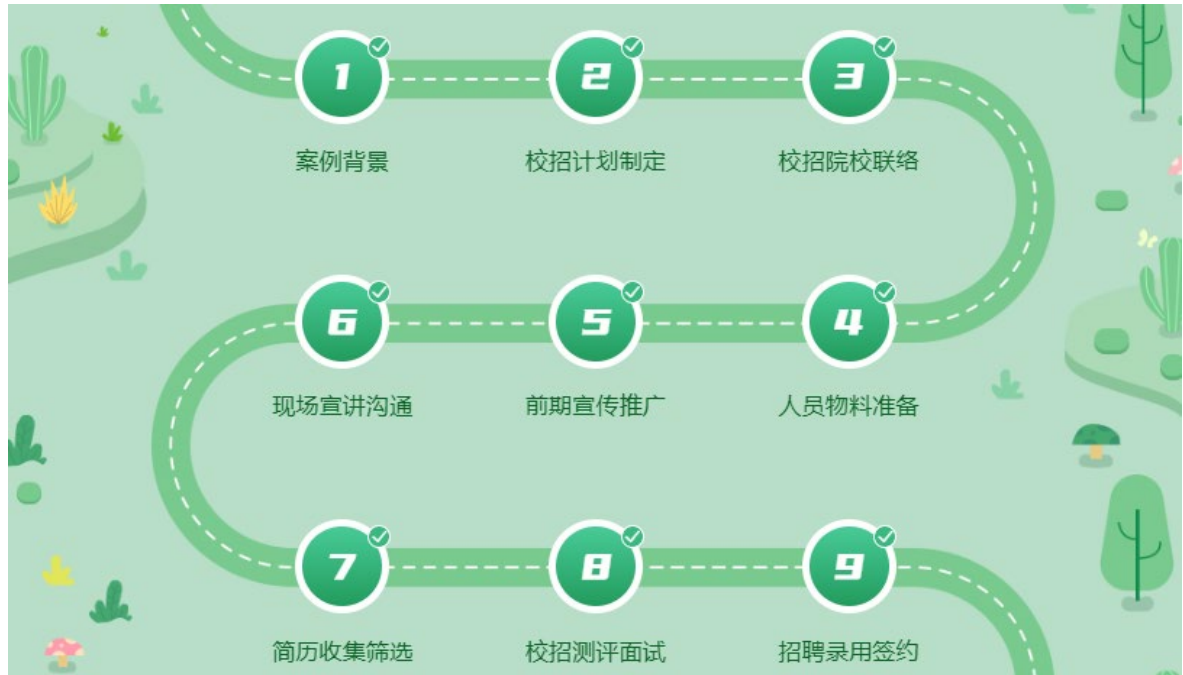 1 2 3
案例背景 校招计划制定 校招院校联络
6 5 4
现场宣讲沟通 前期宣传推广 人员物料准备
7 8 9
简历收集筛选 校招测评面试 招聘录用签约